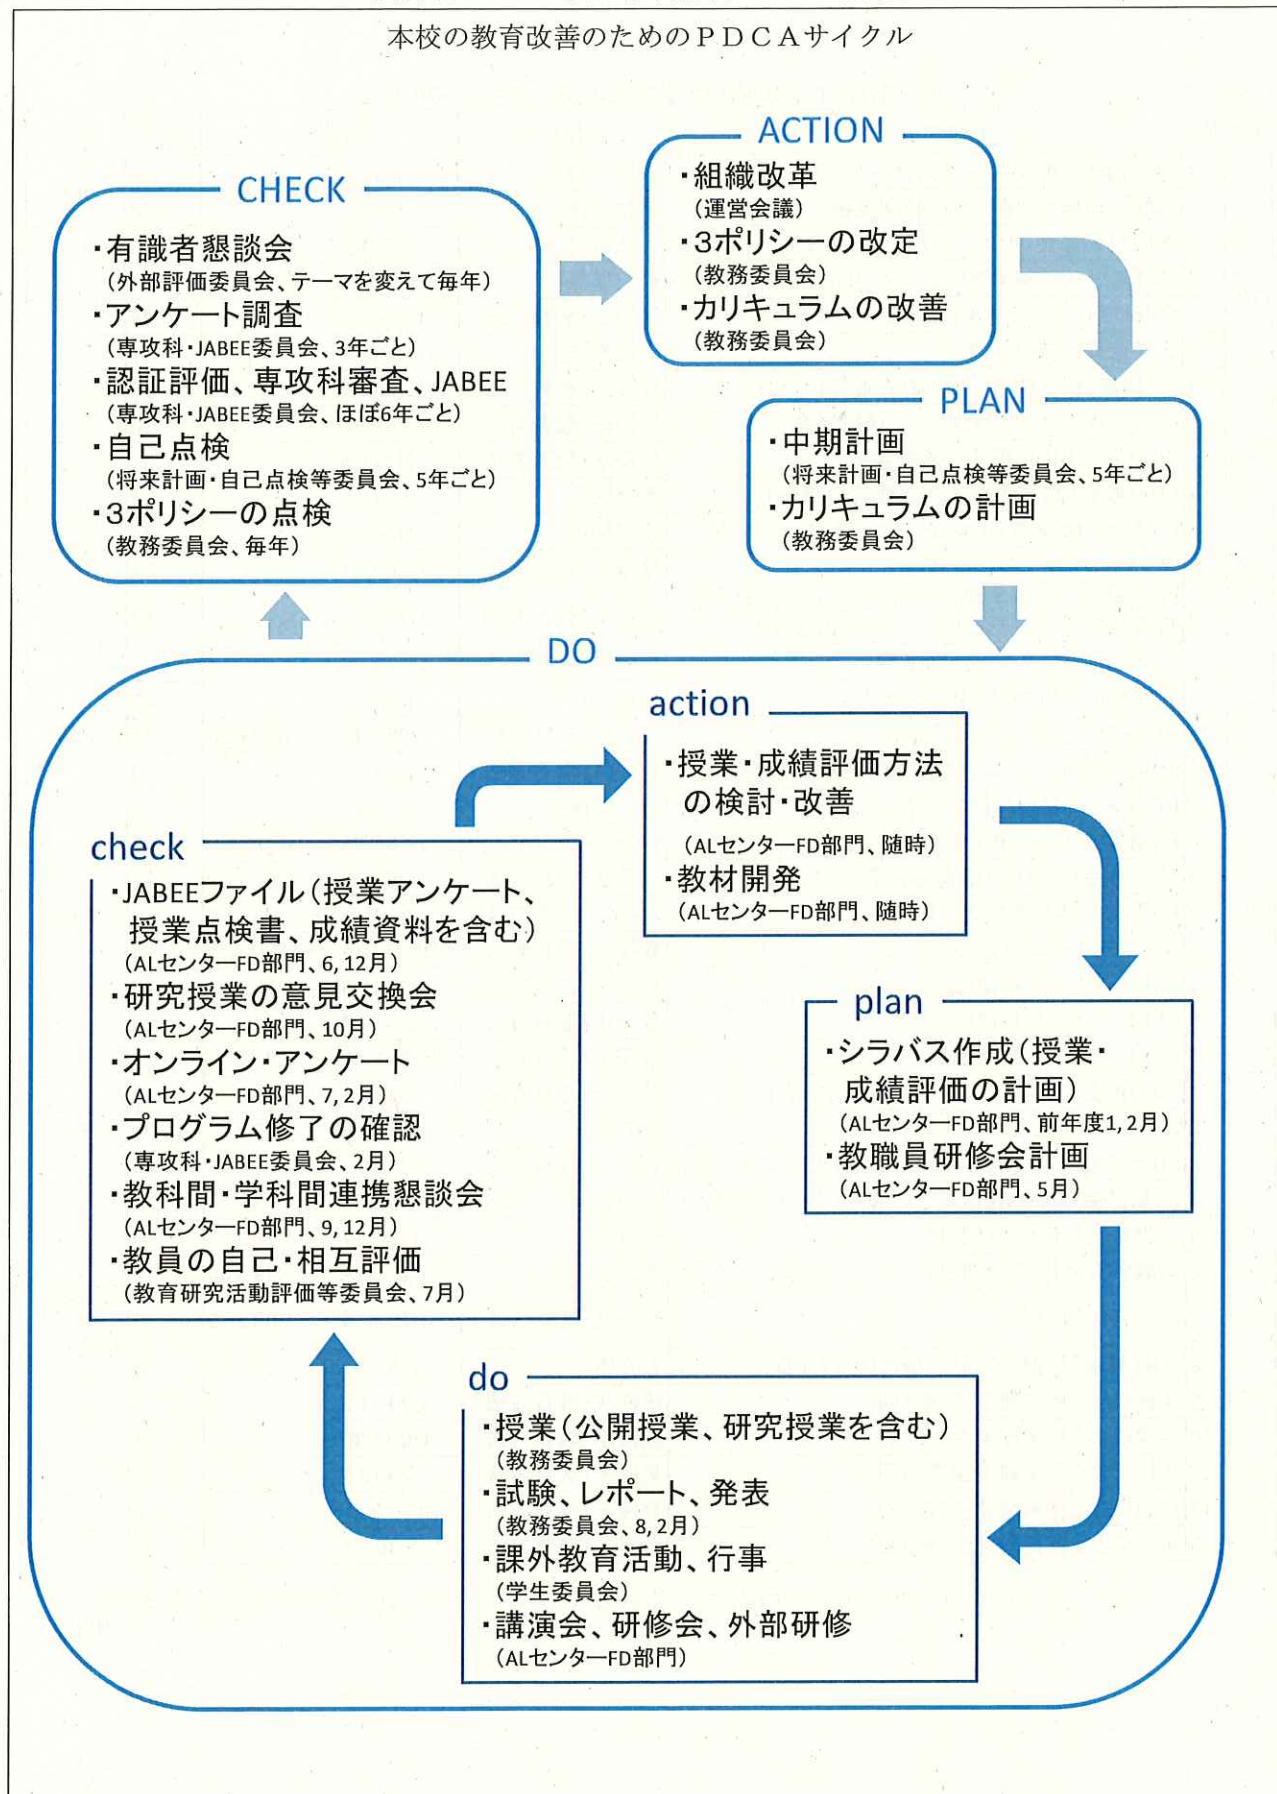 本校の教育改善のためのPDCAサイクル
CHECK
・有識者懇談会
(外部評価委員会、テーマを変えて毎年)
・アンケート調査
(専攻科・JABEE委員会、3年ごと)
・認証評価、専攻科審査、JABEE
(専攻科・JABEE委員会、ほぼ6年ごと)
・自己点検
(将来計画・自己点検等委員会、5年ごと)
・3ポリシーの点検
(教務委員会、毎年)
ACTION
・組織改革
(運営会議)
・3ポリシーの改定
(教務委員会)
・カリキュラムの改善
(教務委員会)
PLAN
・中期計画
(将来計画・自己点検等委員会、5年ごと)
・カリキュラムの計画
(教務委員会)
DO
action
・授業・成績評価方法
の検討・改善
(ALセンターFD部門、随時)
・教材開発
(ALセンターFD部門、随時)
check
・JABEEファイル(授業アンケート、
授業点検書、成績資料を含む)
(ALセンターFD部門、6,12月)
・研究授業の意見交換会
(ALセンターFD部門、10月)
・オンライン・アンケート
(ALセンターFD部門、7,2月)
・プログラム修了の確認
(専攻科・JABEE委員会、2月)
・教科間・学科間連携懇談会
(ALセンターFD部門、9,12月)
・教員の自己・相互評価
(教育研究活動評価等委員会、7月)
plan
・シラバス作成(授業・
成績評価の計画)
(ALセンターFD部門、前年度1,2月)
・教職員研修会計画
(ALセンターFD部門、5月)
do
・授業(公開授業、研究授業を含む)
(教務委員会)
・試験、レポート、発表
(教務委員会、8,2月)
・課外教育活動、行事
(学生委員会)
・講演会、研修会、外部研修
(ALセンターFD部門)